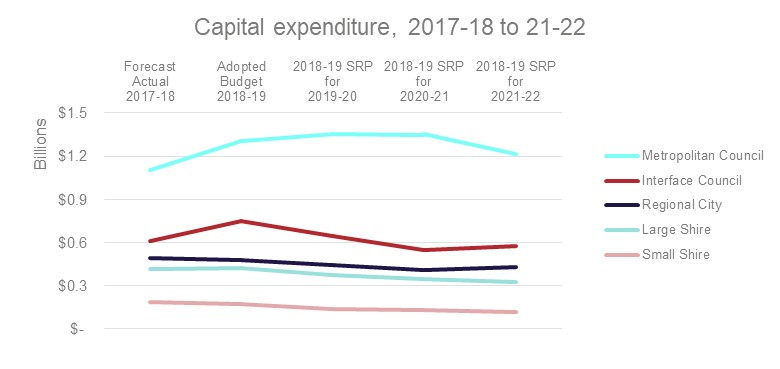 Capital expenditure, 2017-18 to 21-22
Forecast
Actual
2017-18
Adopted
Budget
2018-19
2018-19 SRP
for
2019-20
2018-19 SRP
for
2020-21
2018-19 SRP
for
2021-22
Billions
$1.5
$1.2
$0.9
$0.6
$0.3
$-
Metropolitan Council
Interface Council
Regional City
Large Shire
Small Shire